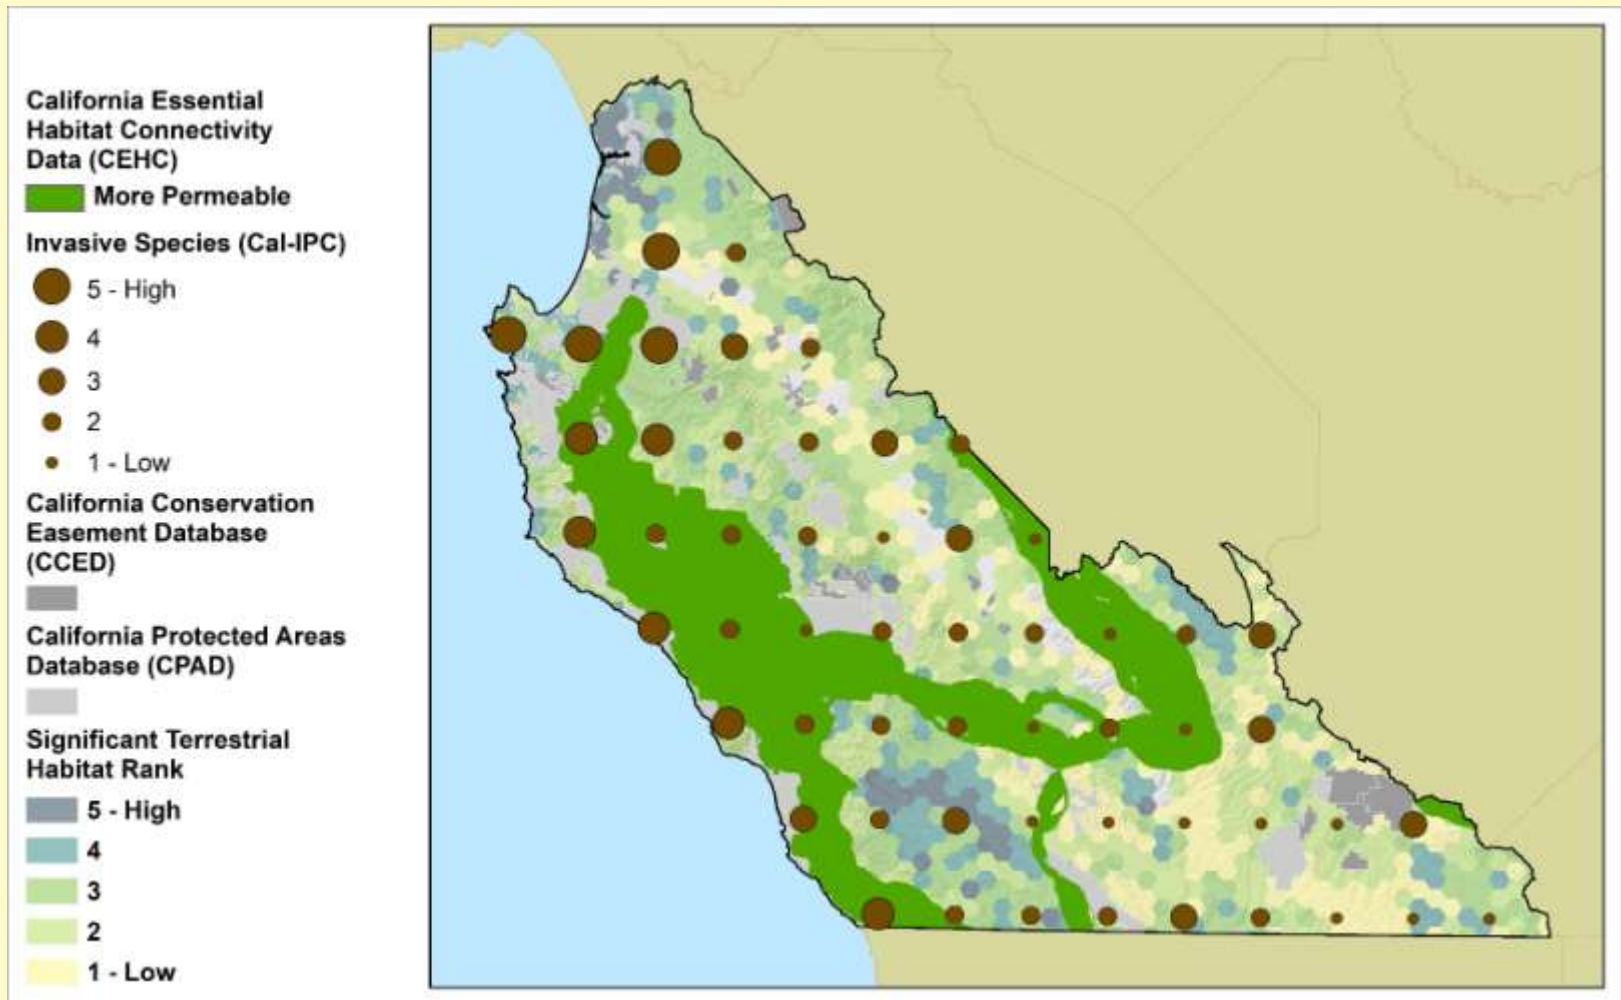 California Essential
Habitat Connectivity
Data (CEHC)
More Permeable
Invasive Species (Cal-IPC)
5 - High
4
3
2
1 - Low
California Conservation
Easement Database
(CCED)
California Protected Areas
Database (CPAD)
Significant Terrestrial
Habitat Rank
5 - High
4
3
2
1 - Low